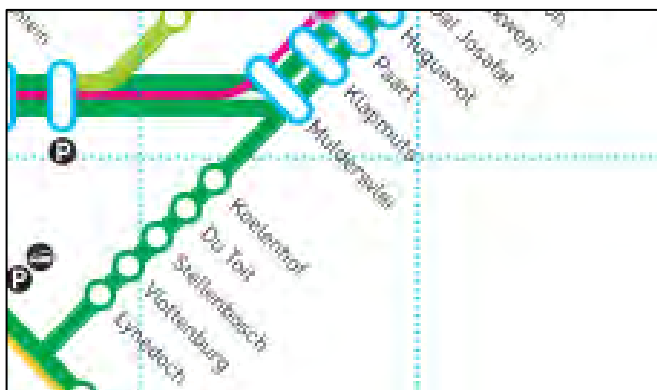 Dal Josafat
Huguenot
Paarl
Klapmuts
Muldersvlei
Koelenhof
Du Toit
Stellenbosch
Vlottenburg
Lynedoch
P
P